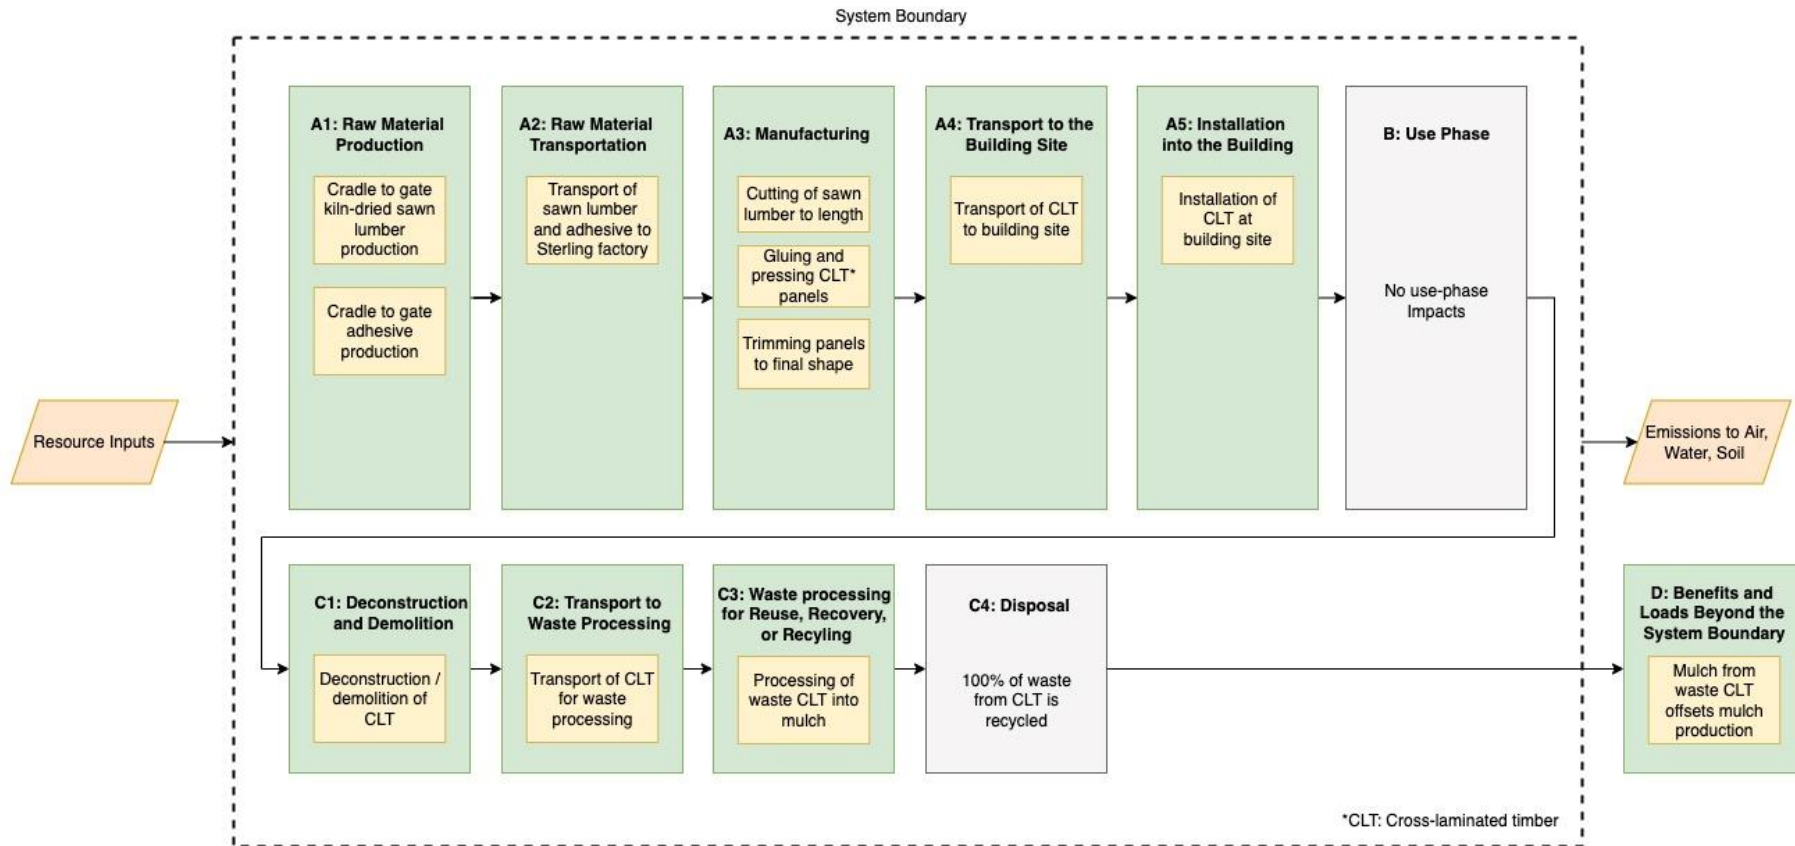 System Boundary
A1: Raw Material
Production
Cradle to gate
kiln-dried sawn
lumber
production
Cradle to gate
adhesive
production
A2: Raw Material
Transportation
Transport of
sawn lumber
and adhesive to
Sterling factory
A3: Manufacturing
Cutting of sawn
lumber to length
Gluing and
pressing CLT*
panels
Trimming panels
to final shape
A4: Transport to the
Building Site
Transport of CLT
to building site
A5: Installation
into the Building
Installation of
CLT at
building site
B: Use Phase
No use-phase
Impacts
Resource Inputs
Emissions to Air,
Water, Soil
C1: Deconstruction
and Demolition
Deconstruction /
demolition of
CLT
C2: Transport to
Waste Processing
Transport of CLT
for waste
processing
C3: Waste processing
for Reuse, Recovery,
or Recyling
Processing of
waste CLT into
mulch
C4: Disposal
100% of waste
from CLT is
recycled
D: Benefits and
Loads Beyond the
System Boundary
Mulch from
waste CLT
offsets mulch
production
*CLT: Cross-laminated timber